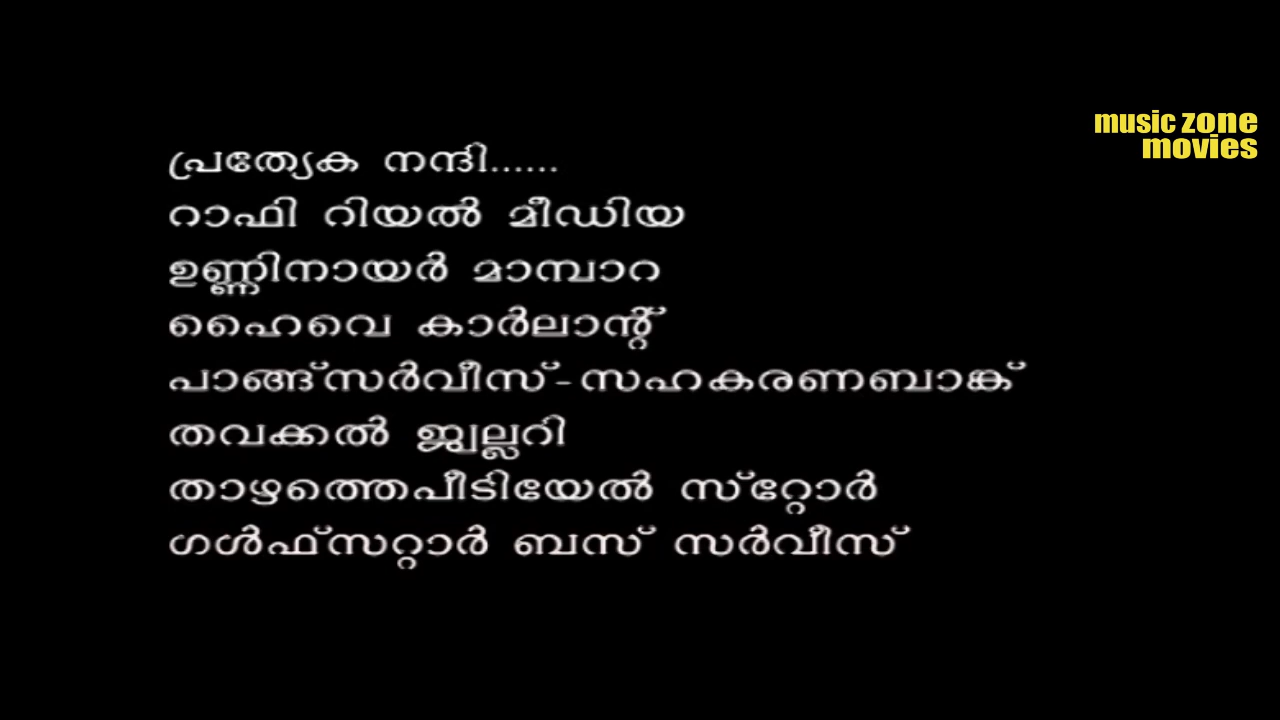 പ്രത്യേക നന്ദി......
റാഫി റിയൽ മീഡിയ
ഉണ്ണിനായർ മാമ്പാറ
ഹൈവെ കാർലാന്റ്
പാങ്ങ്സർവീസ്-സഹകരണബാങ്ക്
തവക്കൽ ജ്വല്ലറി
താഴത്തെപീടിയേൽ സ്റ്റോർ
ഗൾഫ്സറ്റാർ ബസ് സർവീസ്
music zone
movies